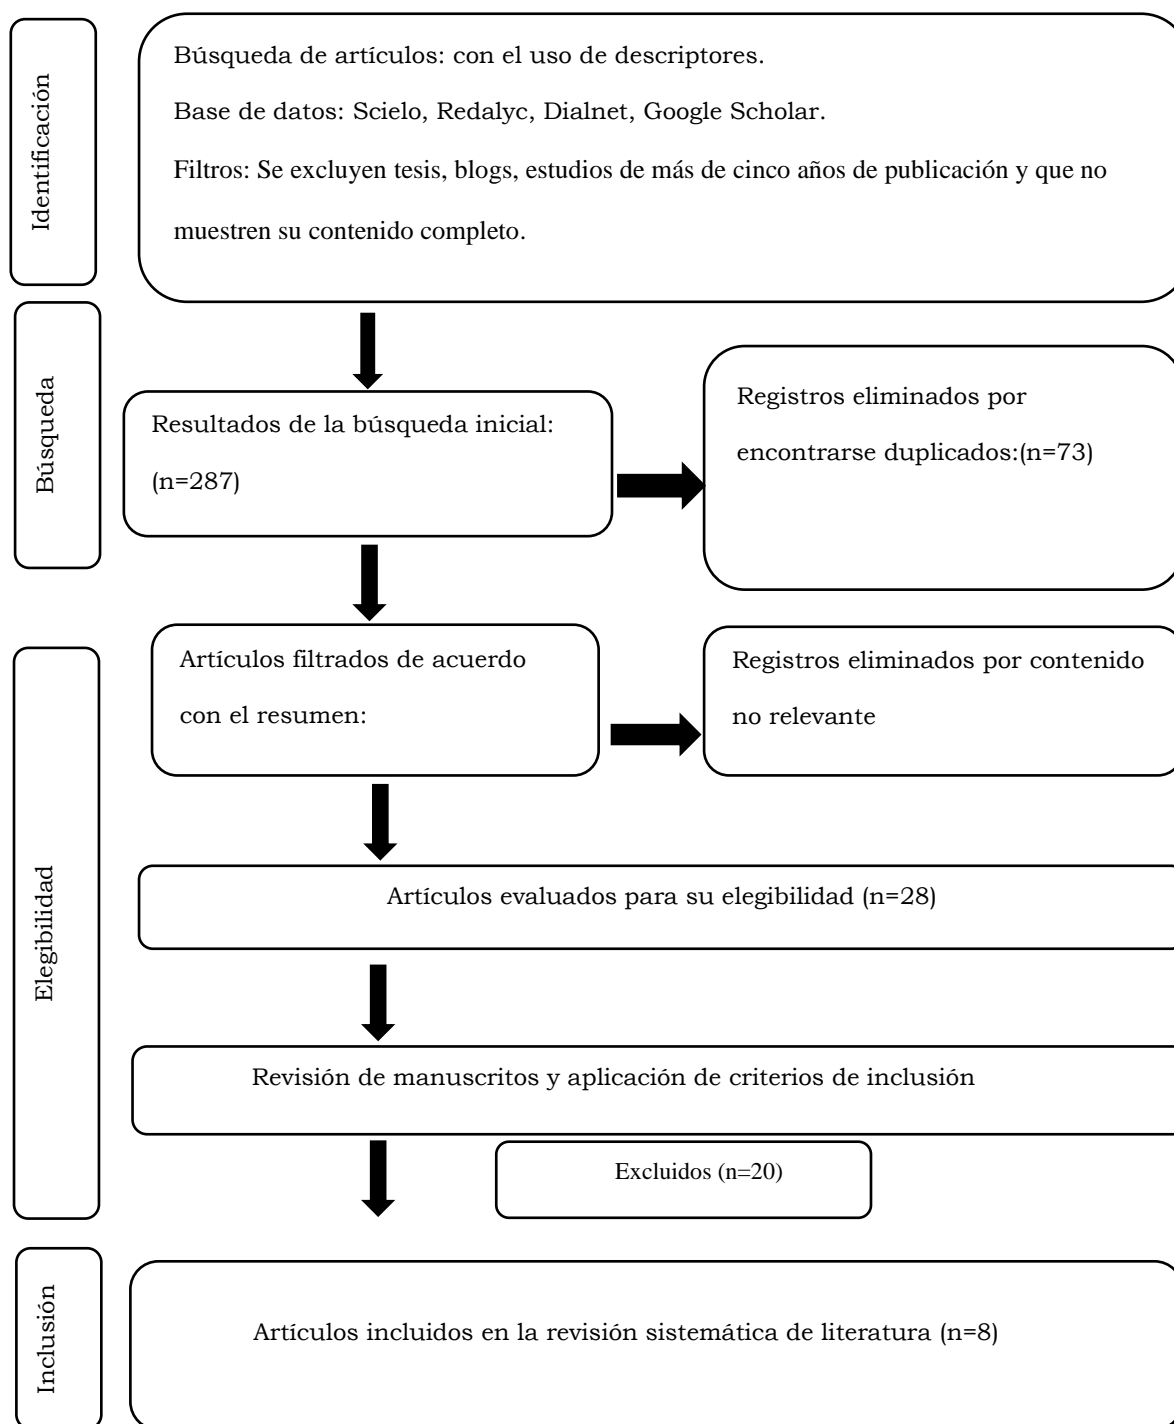 Identificación
Búsqueda de artículos: con el uso de descriptores.
Base de datos: Scielo, Redalyc, Dialnet, Google Scholar.
Filtros: Se excluyen tesis, blogs, estudios de más de cinco años de publicación y que no
muestren su contenido completo.
Búsqueda
Resultados de la búsqueda inicial:
(n=287)
Registros eliminados por
encontrarse duplicados:(n=73)
Elegibilidad
Artículos filtrados de acuerdo
con el resumen:
Registros eliminados por contenido
no relevante
Artículos evaluados para su elegibilidad (n=28)
Revisión de manuscritos y aplicación de criterios de inclusión
Excluidos (n=20)
Inclusión
Artículos incluidos en la revisión sistemática de literatura (n=8)